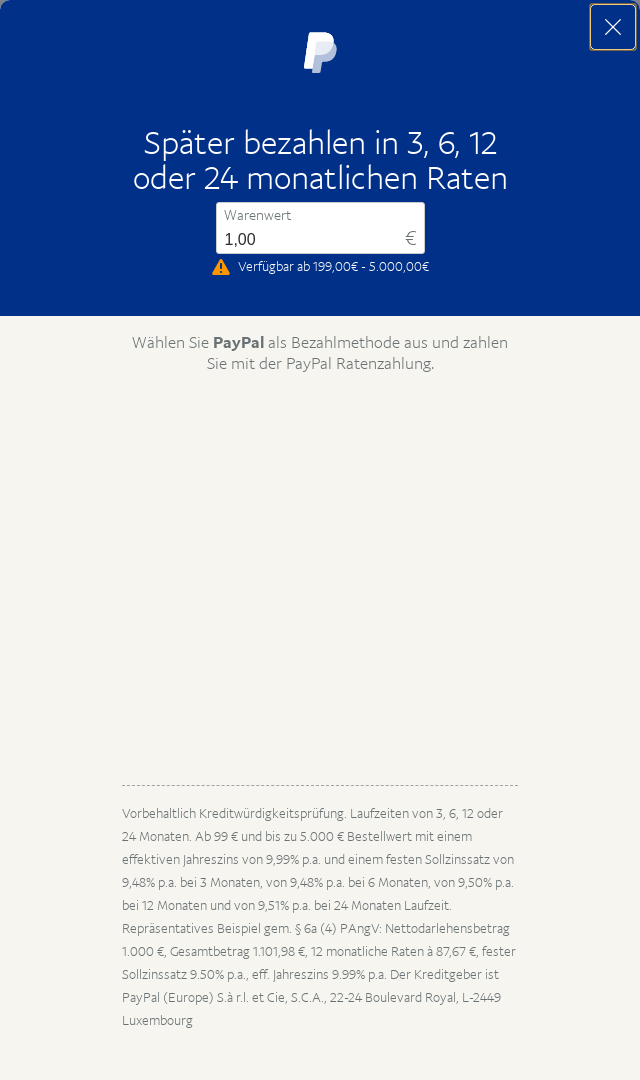 Später bezahlen in 3, 6, 12
oder 24 monatlichen Raten
Warenwert
1,00 €
Verfügbar ab 199,00€ - 5.000,00€
Wählen Sie PayPal als Bezahlmethode aus und zahlen
Sie mit der PayPal Ratenzahlung.
Vorbehaltlich Kreditwürdigkeitsprüfung. Laufzeiten von 3, 6, 12 oder
24 Monaten. Ab 99 € und bis zu 5.000 € Bestellwert mit einem
effektiven Jahreszins von 9,99% p.a. und einem festen Sollzinssatz von
9,48% p.a. bei 3 Monaten, von 9,48% p.a. bei 6 Monaten, von 9,50% p.a.
bei 12 Monaten und von 9,51% p.a. bei 24 Monaten Laufzeit.
Repräsentatives Beispiel gem. § 6a (4) PAngV: Nettodarlehensbetrag
1.000 €, Gesamtbetrag 1.101,98 €, 12 monatliche Raten à 87,67 €, fester
Sollzinssatz 9.50% p.a., eff. Jahreszins 9.99% p.a. Der Kreditgeber ist
PayPal (Europe) S.à r.l. et Cie, S.C.A., 22-24 Boulevard Royal, L-2449
Luxembourg